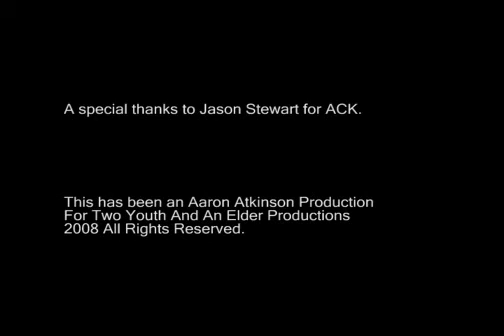 A special thanks to Jason Stewart for ACK.
This has been an Aaron Atkinson Production
For Two Youth And An Elder Productions
2008 All Rights Reserved.